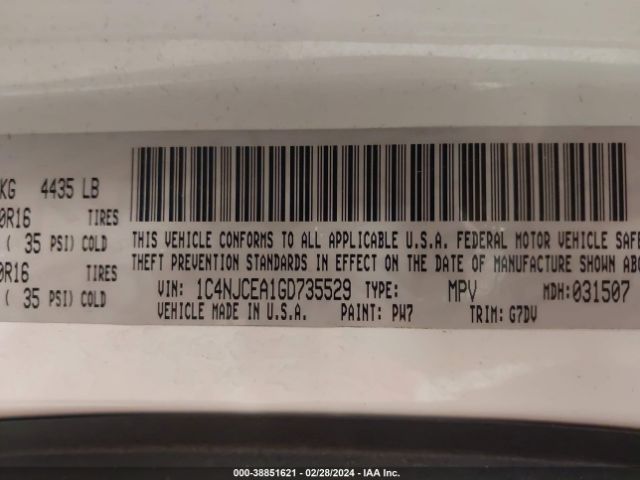 KG 4435 LB
0R16 TIRES
( 35 PSI) COLD
0R16 TIRES
( 35 PSI) COLD
THIS VEHICLE CONFORMS TO ALL APPLICABLE U.S.A. FEDERAL MOTOR VEHICLE SAFE
THEFT PREVENTION STANDARDS IN EFFECT ON THE DATE OF MANUFACTURE SHOWN ABO
VIN: 1C4NJCEA1GD735529 TYPE: MPV MDH:031507
VEHICLE MADE IN U.S.A. PAINT: PW7 TRIM: G7DV
000-38851621 - 02/28/2024 - IAA Inc.